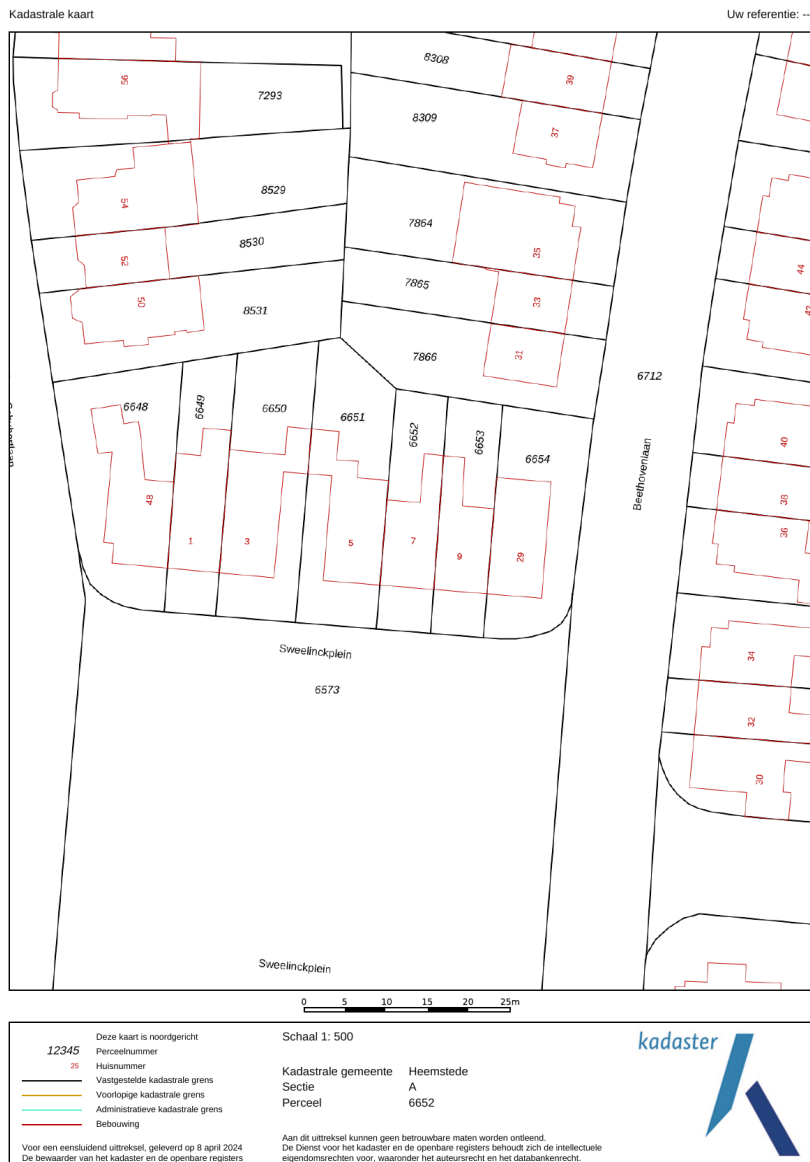 Kadastrale kaart
Uw referentie: --
8308
39
56
7293
8309
37
8529
54
7864
35
8530
52
44
7865
33
50
8531
42
31
7866
6712
6648
6649
6650
6651
6652
6653
6654
40
Beethovenlaan
48
38
36
1
3
5
7
9
29
Sweelinckplein
34
6573
32
30
Sweelinckplein
0 5 10 15 20 25m
Deze kaart is noordgericht
12345 Perceelnummer
25 Huisnummer
Vastgestelde kadastrale grens
Voorlopige kadastrale grens
Administratieve kadastrale grens
Bebouwing
Voor een eensluidend uittreksel, geleverd op 8 april 2024
De bewaarder van het kadaster en de openbare registers
Schaal 1: 500
Kadastrale gemeente Heemstede
Sectie A
Perceel 6652
Aan dit uittreksel kunnen geen betrouwbare maten worden ontleend.
De Dienst voor het kadaster en de openbare registers behoudt zich de intellectuele
eigendomsrechten voor, waaronder het auteursrecht en het databankenrecht.
kadaster